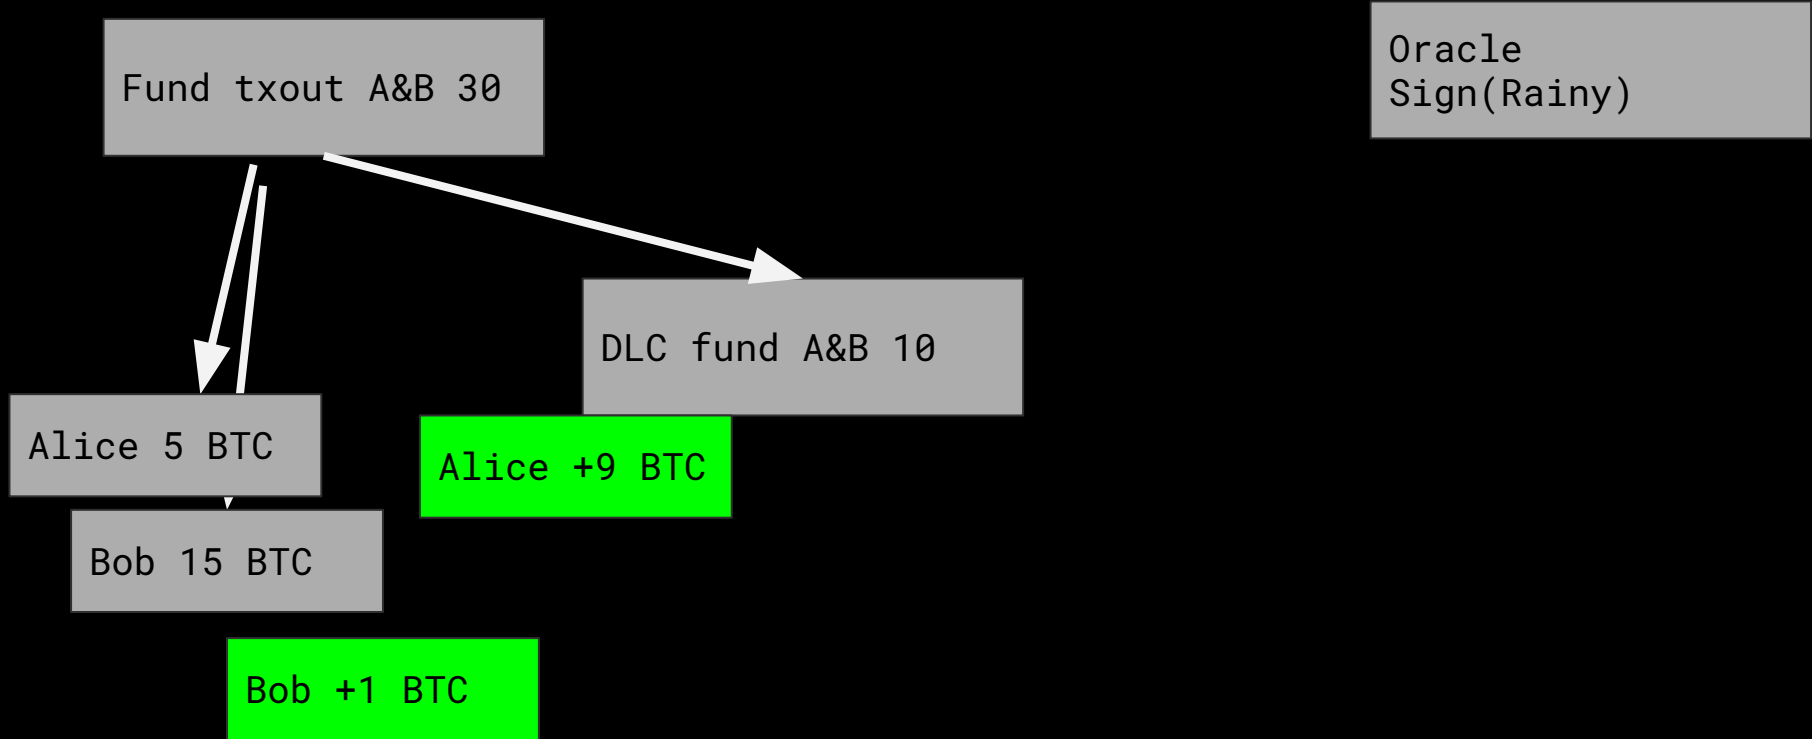 Fund txout A&B 30
Oracle
Sign(Rainy)
DLC fund A&B 10
Alice 5 BTC
Alice +9 BTC
Bob 15 BTC
Bob +1 BTC